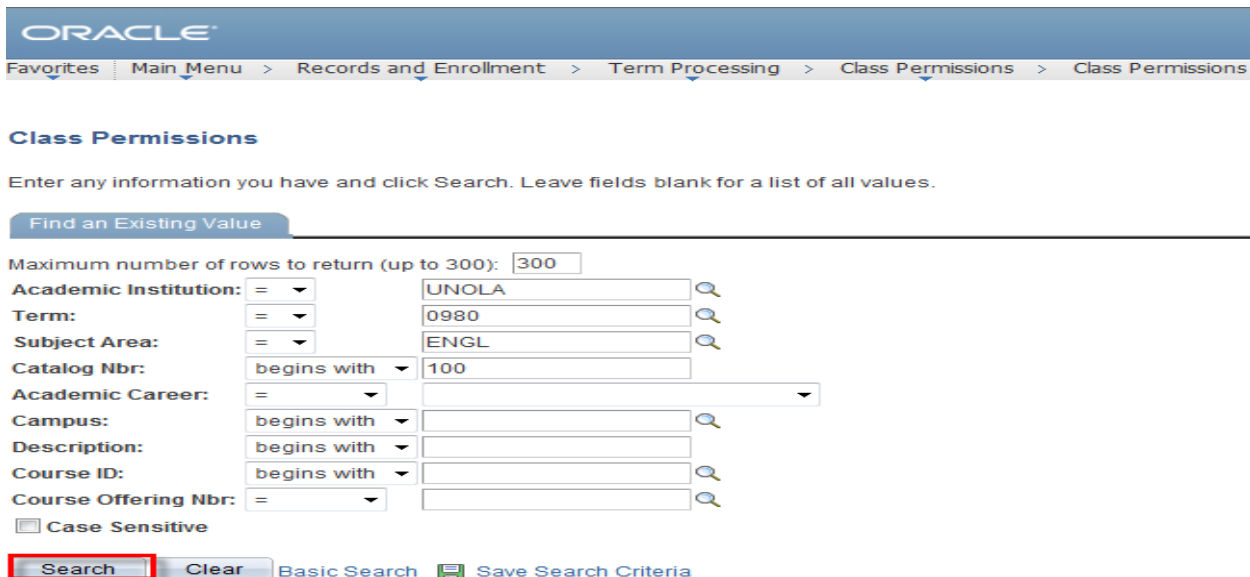 ORACLE
Favorites Main Menu > Records and Enrollment > Term Processing > Class Permissions > Class Permissions
Class Permissions
Enter any information you have and click Search. Leave fields blank for a list of all values.
Find an Existing Value
Maximum number of rows to return (up to 300): 300
Academic Institution: = UNOLA
Term: = 0980
Subject Area: = ENGL
Catalog Nbr: begins with 100
Academic Career: =
Campus: begins with
Description: begins with
Course ID: begins with
Course Offering Nbr: =
Case Sensitive
Search Clear Basic Search Save Search Criteria